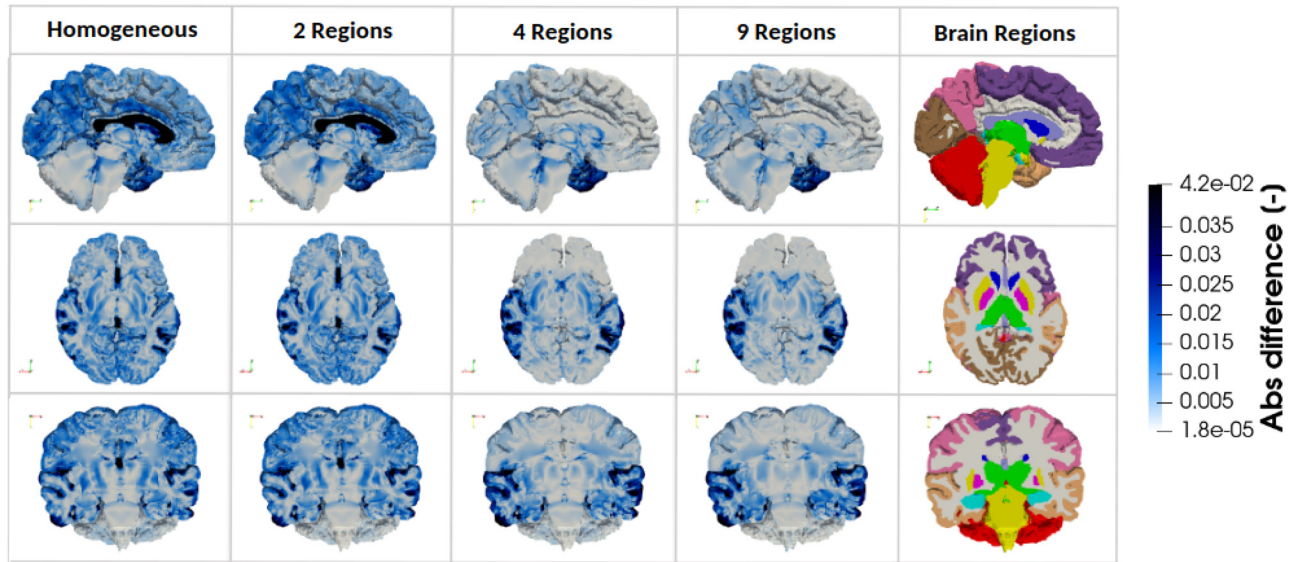 Homogeneous
2 Regions
4 Regions
9 Regions
Brain Regions
4.2e-02
0.035
0.03
0.025
0.02
0.015
0.01
0.005
1.8e-05
Abs difference (-)